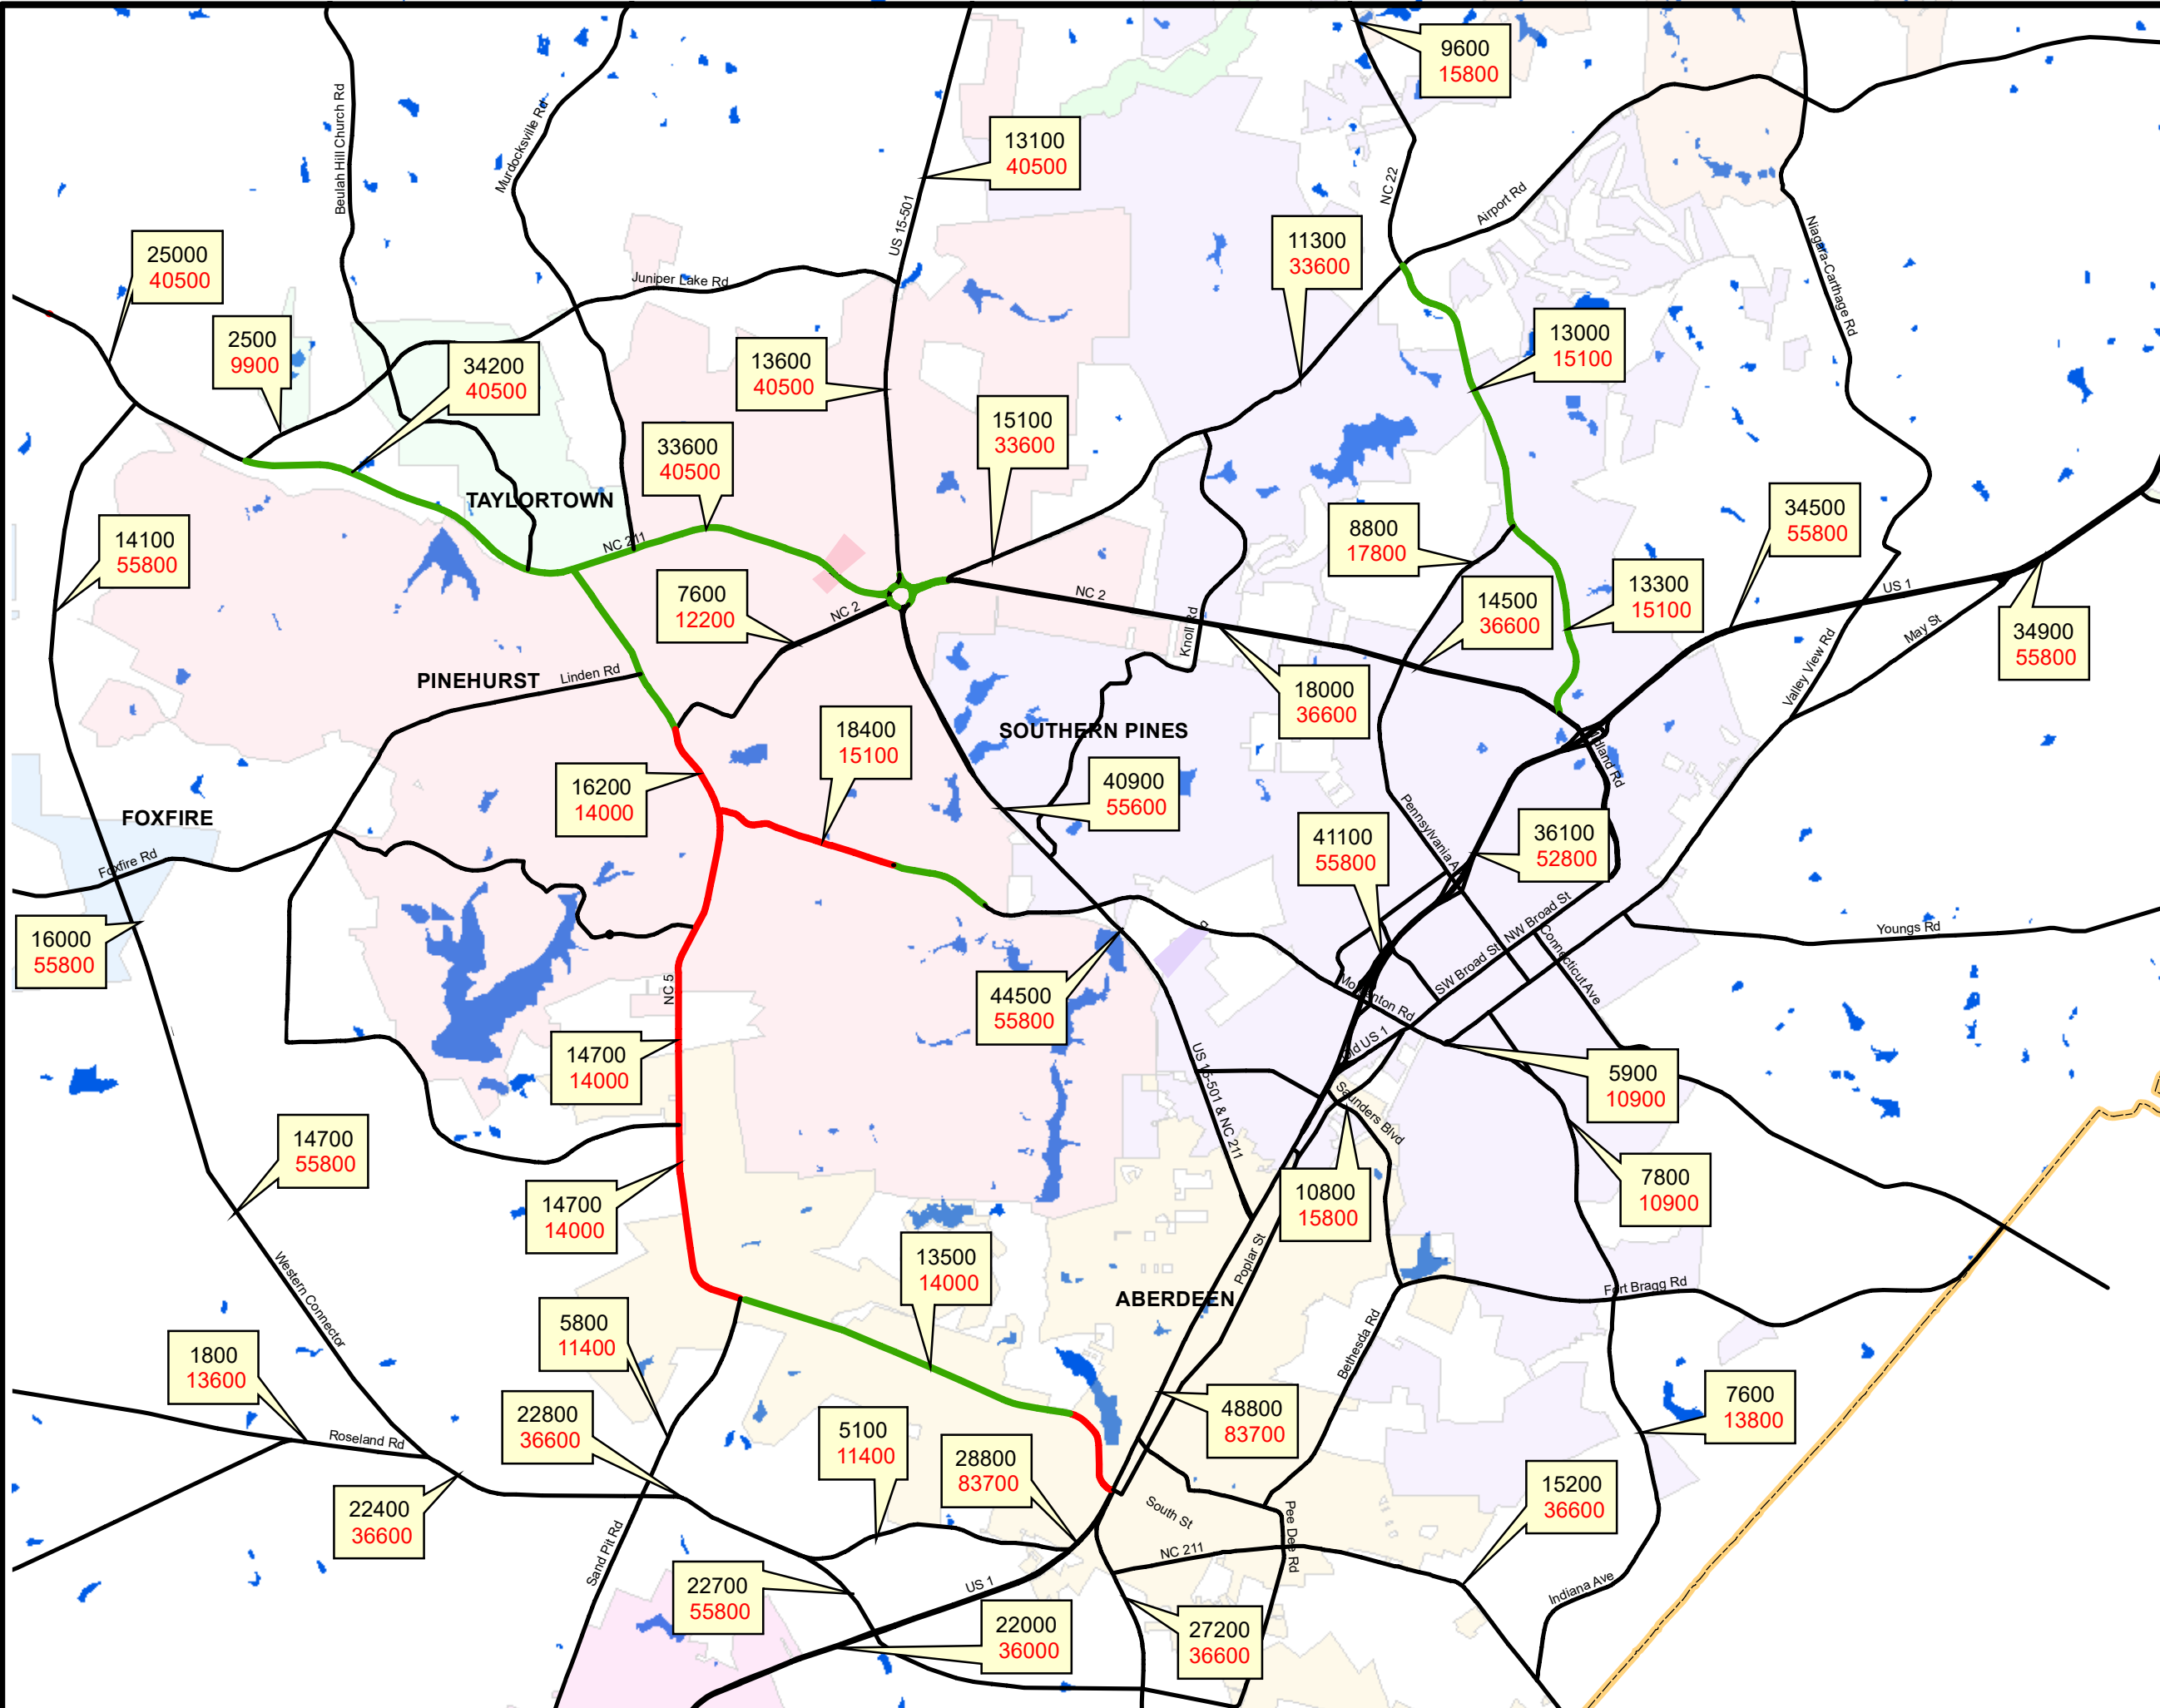 9600
15800
13100
40500
Beulah Hill Church Rd
Murdocksville Rd
US 15-501
NC 22
Airport Rd
Niagara-Carthage Rd
25000
40500
11300
33600
Juniper Lake Rd
2500
9900
34200
40500
13600
40500
13000
15100
15100
33600
33600
40500
TAYLORTOWN
NC 211
14100
55800
8800
17800
34500
55800
7600
12200
NC 2
NC 2
Knoll Rd
14500
36600
13300
15100
US 1
May St
34900
55800
Valley View Rd
PINEHURST
Linden Rd
18000
36600
SOUTHERN PINES
18400
15100
16200
14000
40900
55600
FOXFIRE
Foxfire Rd
Pennsylvania A
41100
55800
36100
52800
16000
55800
NC 5
44500
55800
NW Broad St
SW Broad St
Connecticut Ave
Youngs Rd
Old US 1
14700
14000
US 15-501 & NC 211
Saunders Blvd
5900
10900
14700
55800
14700
14000
10800
15800
7800
10900
Poplar St
13500
14000
ABERDEEN
Fort Bragg Rd
Western Connector
5800
11400
Bethesda Rd
1800
13600
Roseland Rd
22800
36600
5100
11400
28800
83700
48800
83700
7600
13800
22400
36600
South St
Pee Dee Rd
15200
36600
NC 211
Sand Pit Rd
22700
55800
US 1
22000
36000
27200
36600
Indiana Ave